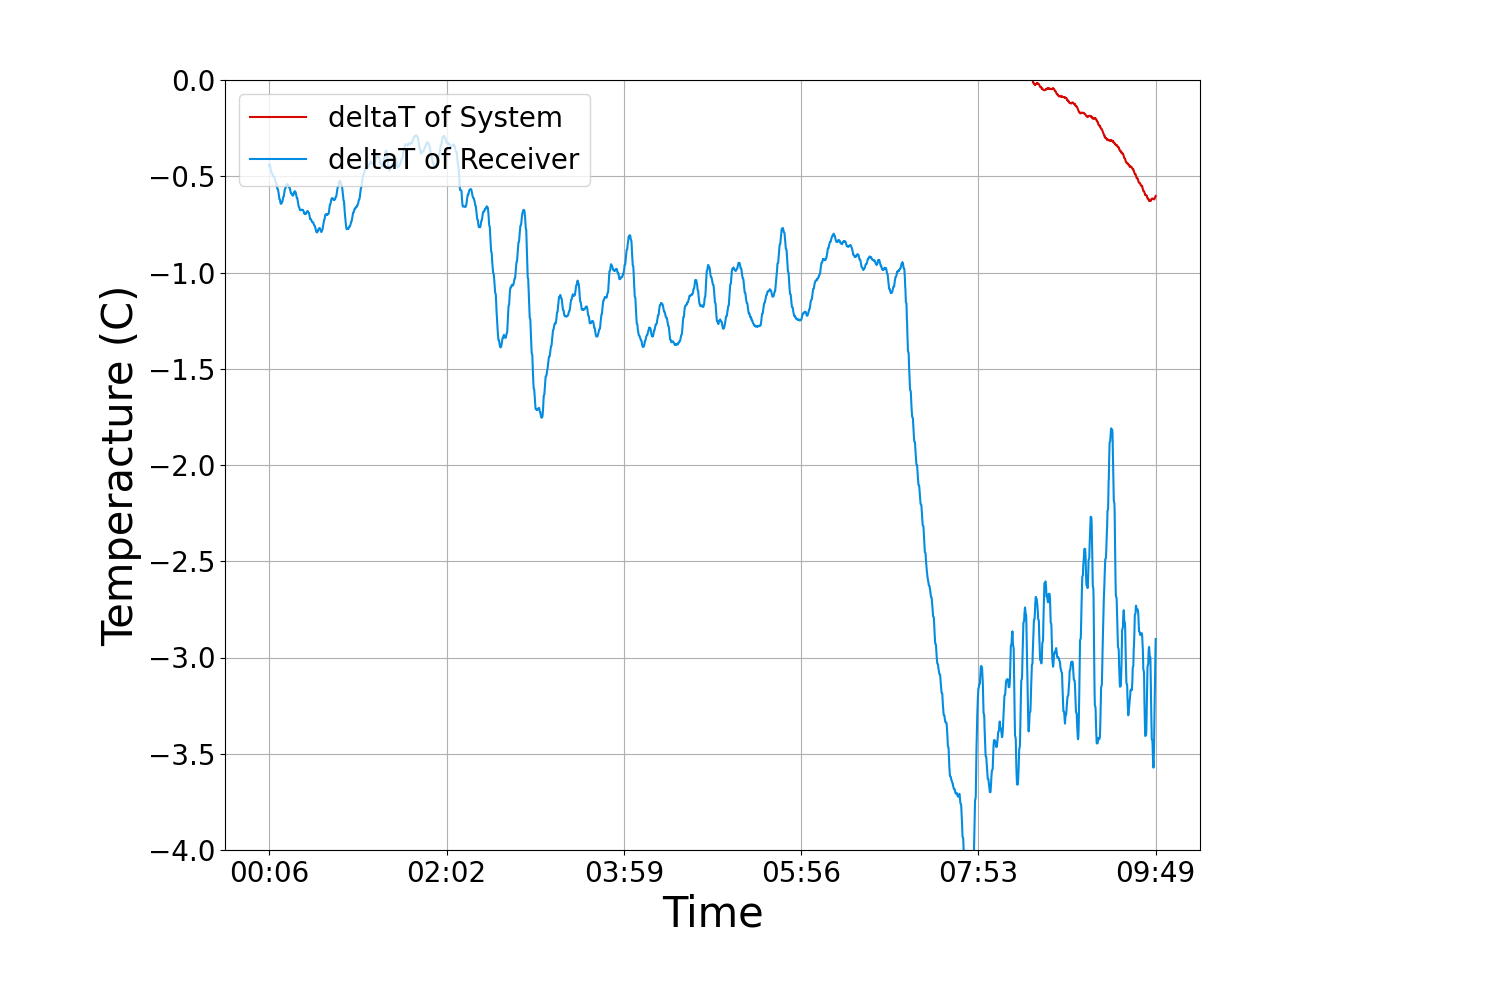 deltaT of System
deltaT of Receiver
Temperacture (C)
0.0
−0.5
−1.0
−1.5
−2.0
−2.5
−3.0
−3.5
−4.0
00:06 02:02 03:59 05:56 07:53 09:49
Time